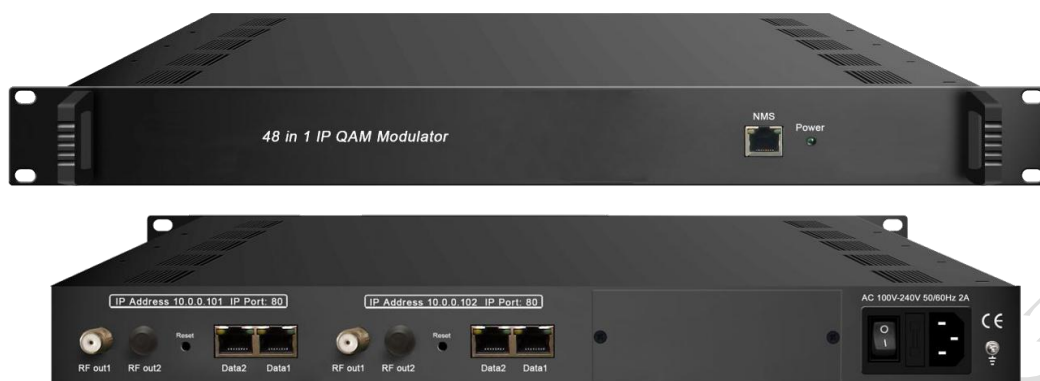 48 in 1 IP QAM Modulator
NMS
Power
IP Address 10.0.0.101 IP Port: 80
IP Address 10.0.0.102 IP Port: 80
AC 100V-240V 50/60Hz 2A
Reset
Reset
O
I
CE
RF out1
RF out2
Data2
Data1
RF out1
RF out2
Data2
Data1